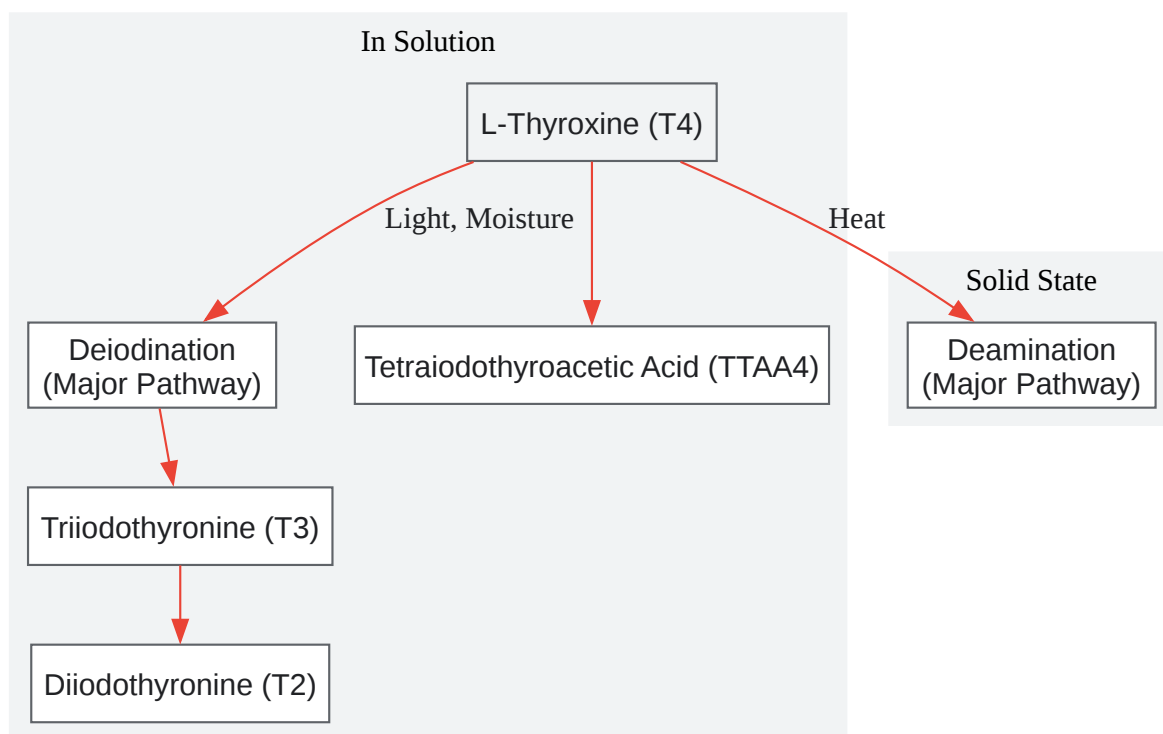 In Solution
L-Thyroxine (T4)
Light, Moisture
Heat
Solid State
Deiodination
(Major Pathway)
Tetraiodothyroacetic Acid (TTAA4)
Deamination
(Major Pathway)
Triiodothyronine (T3)
Diiodothyronine (T2)